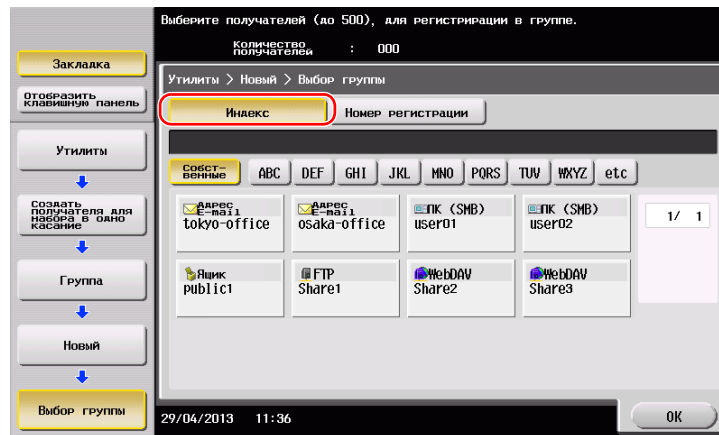 Выберите получателей (до 500), для регистрирации в группе.
Количество
получателей : 000
Закладка
Отобразить
клавишную панель
Утилиты
Создать
получателя для
набора в одно
касание
Группа
Новый
Выбор группы
Утилиты > Новый > Выбор группы
Индекс
Номер регистрации
Собст-
венные ABC DEF GHI JKL MNO PQRS TUV WXYZ etc
Адрес
E-mail
tokyo-office
Адрес
E-mail
osaka-office
ПК (SMB)
user01
ПК (SMB)
user02
1/ 1
Ящик
public1
FTP
Share1
WebDAV
Share2
WebDAV
Share3
29/04/2013 11:36
OK